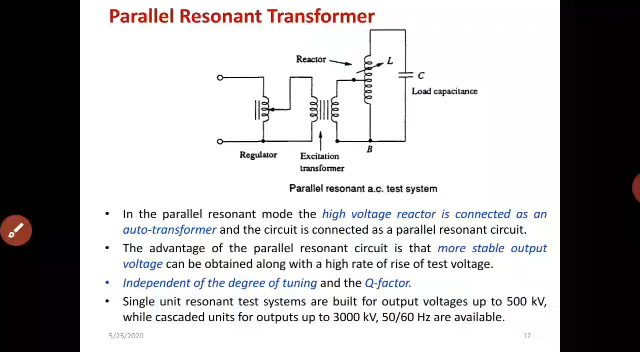 Parallel Resonant Transformer
Reactor
L
C
Load capacitance
B
Regulator
Excitation
transformer
Parallel resonant a.c. test system
• In the parallel resonant mode the high voltage reactor is connected as an
auto-transformer and the circuit is connected as a parallel resonant circuit.
• The advantage of the parallel resonant circuit is that more stable output
voltage can be obtained along with a high rate of rise of test voltage.
• Independent of the degree of tuning and the Q-factor.
• Single unit resonant test systems are built for output voltages up to 500 kV,
while cascaded units for outputs up to 3000 kV, 50/60 Hz are available.
5/25/2020
12